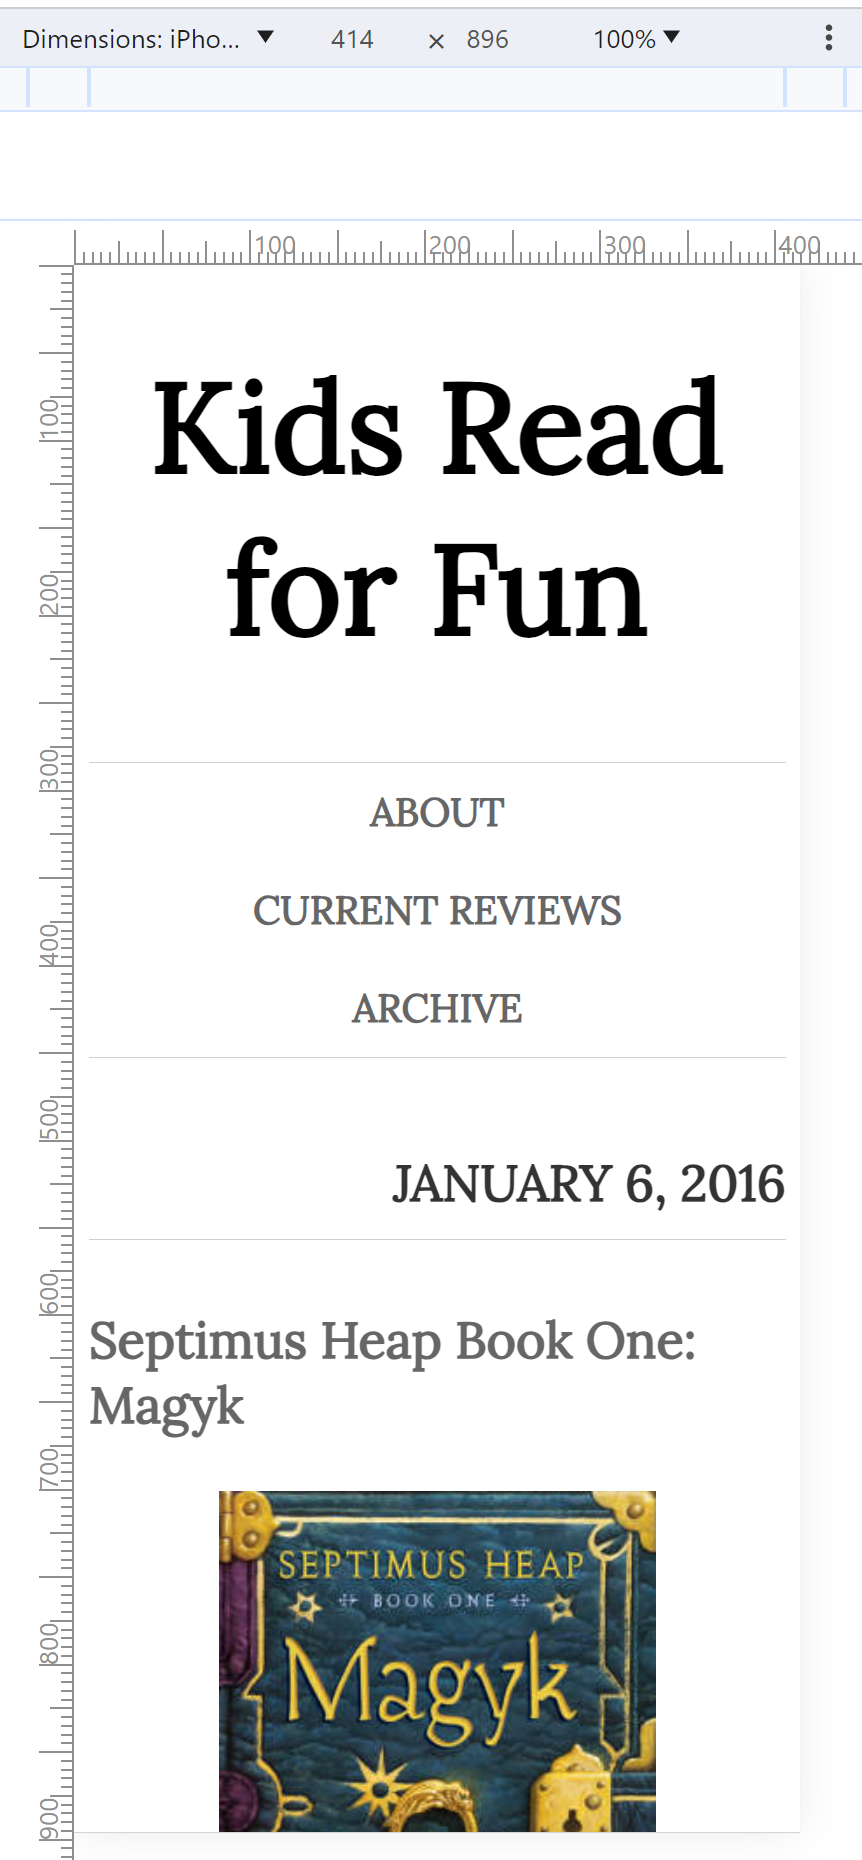 Dimensions: iPho... 414 × 896 100%
100 200 300 400
100
200
300
400
500
600
700
800
900
Kids Read
for Fun
ABOUT
CURRENT REVIEWS
ARCHIVE
JANUARY 6, 2016
Septimus Heap Book One:
Magyk
SEPTIMUS HEAP
BOOK ONE
Magyk